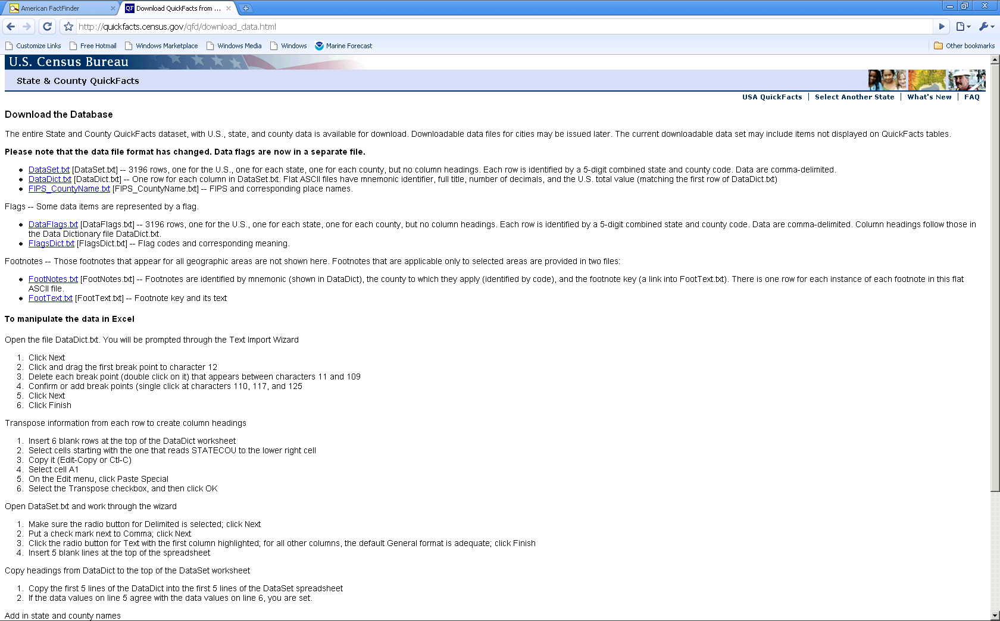 American FactFinder
QF Download QuickFacts from ...
http://quickfacts.census.gov/qfd/download_data.html
Customize Links Free Hotmail Windows Marketplace Windows Media Windows Marine Forecast Other bookmarks
U.S. Census Bureau
State & County QuickFacts
USA QuickFacts | Select Another State | What's New | FAQ
Download the Database
The entire State and County QuickFacts dataset, with U.S., state, and county data is available for download. Downloadable data files for cities may be issued later. The current downloadable data set may include items not displayed on QuickFacts tables.
Please note that the data file format has changed. Data flags are now in a separate file.
• DataSet.txt [DataSet.txt] -- 3196 rows, one for the U.S., one for each state, one for each county, but no column headings. Each row is identified by a 5-digit combined state and county code. Data are comma-delimited.
• DataDict.txt [DataDict.txt] -- One row for each column in DataSet.txt. Flat ASCII files have mnemonic identifier, full title, number of decimals, and the U.S. total value (matching the first row of DataDict.txt)
• FIPS_CountyName.txt [FIPS_CountyName.txt] -- FIPS and corresponding place names.
Flags -- Some data items are represented by a flag.
• DataFlags.txt [DataFlags.txt] -- 3196 rows, one for the U.S., one for each state, one for each county, but no column headings. Each row is identified by a 5-digit combined state and county code. Data are comma-delimited. Column headings follow those in
the Data Dictionary file DataDict.txt.
• FlagsDict.txt [FlagsDict.txt] -- Flag codes and corresponding meaning.
Footnotes -- Those footnotes that appear for all geographic areas are not shown here. Footnotes that are applicable only to selected areas are provided in two files:
• FootNotes.txt [FootNotes.txt] -- Footnotes are identified by mnemonic (shown in DataDict), the county to which they apply (identified by code), and the footnote key (a link into FootText.txt). There is one row for each instance of each footnote in this flat
ASCII file.
• FootText.txt [FootText.txt] -- Footnote key and its text
To manipulate the data in Excel
Open the file DataDict.txt. You will be prompted through the Text Import Wizard
1. Click Next
2. Click and drag the first break point to character 12
3. Delete each break point (double click on it) that appears between characters 11 and 109
4. Confirm or add break points (single click at characters 110, 117, and 125
5. Click Next
6. Click Finish
Transpose information from each row to create column headings
1. Insert 6 blank rows at the top of the DataDict worksheet
2. Select cells starting with the one that reads STATECOU to the lower right cell
3. Copy it (Edit-Copy or Ctl-C)
4. Select cell A1
5. On the Edit menu, click Paste Special
6. Select the Transpose checkbox, and then click OK
Open DataSet.txt and work through the wizard
1. Make sure the radio button for Delimited is selected; click Next
2. Put a check mark next to Comma; click Next
3. Click the radio button for Text with the first column highlighted; for all other columns, the default General format is adequate; click Finish
4. Insert 5 blank lines at the top of the spreadsheet
Copy headings from DataDict to the top of the DataSet worksheet
1. Copy the first 5 lines of the DataDict into the first 5 lines of the DataSet spreadsheet
2. If the data values on line 5 agree with the data values on line 6, you are set.
Add in state and county names